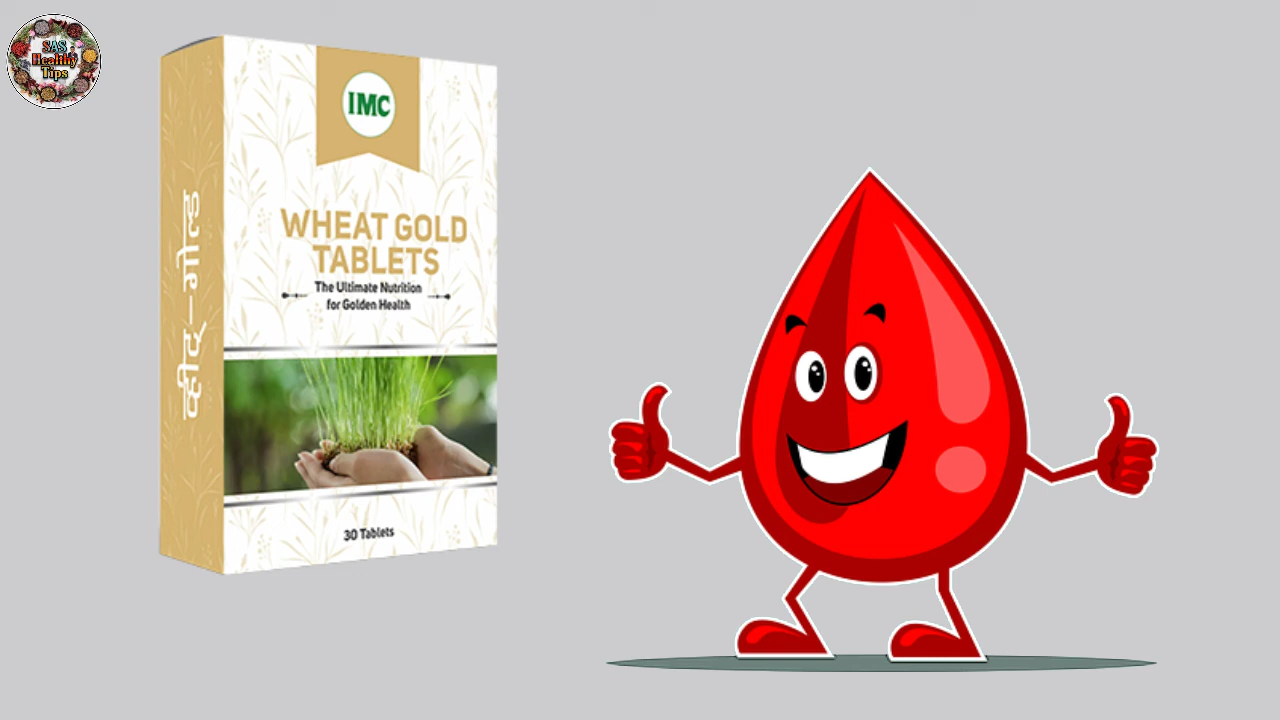 SAS
Healthy
Tips
IMC
व्हीट-गोल्ड
WHEAT GOLD
TABLETS
The Ultimate Nutrition
for Golden Health
30 Tablets